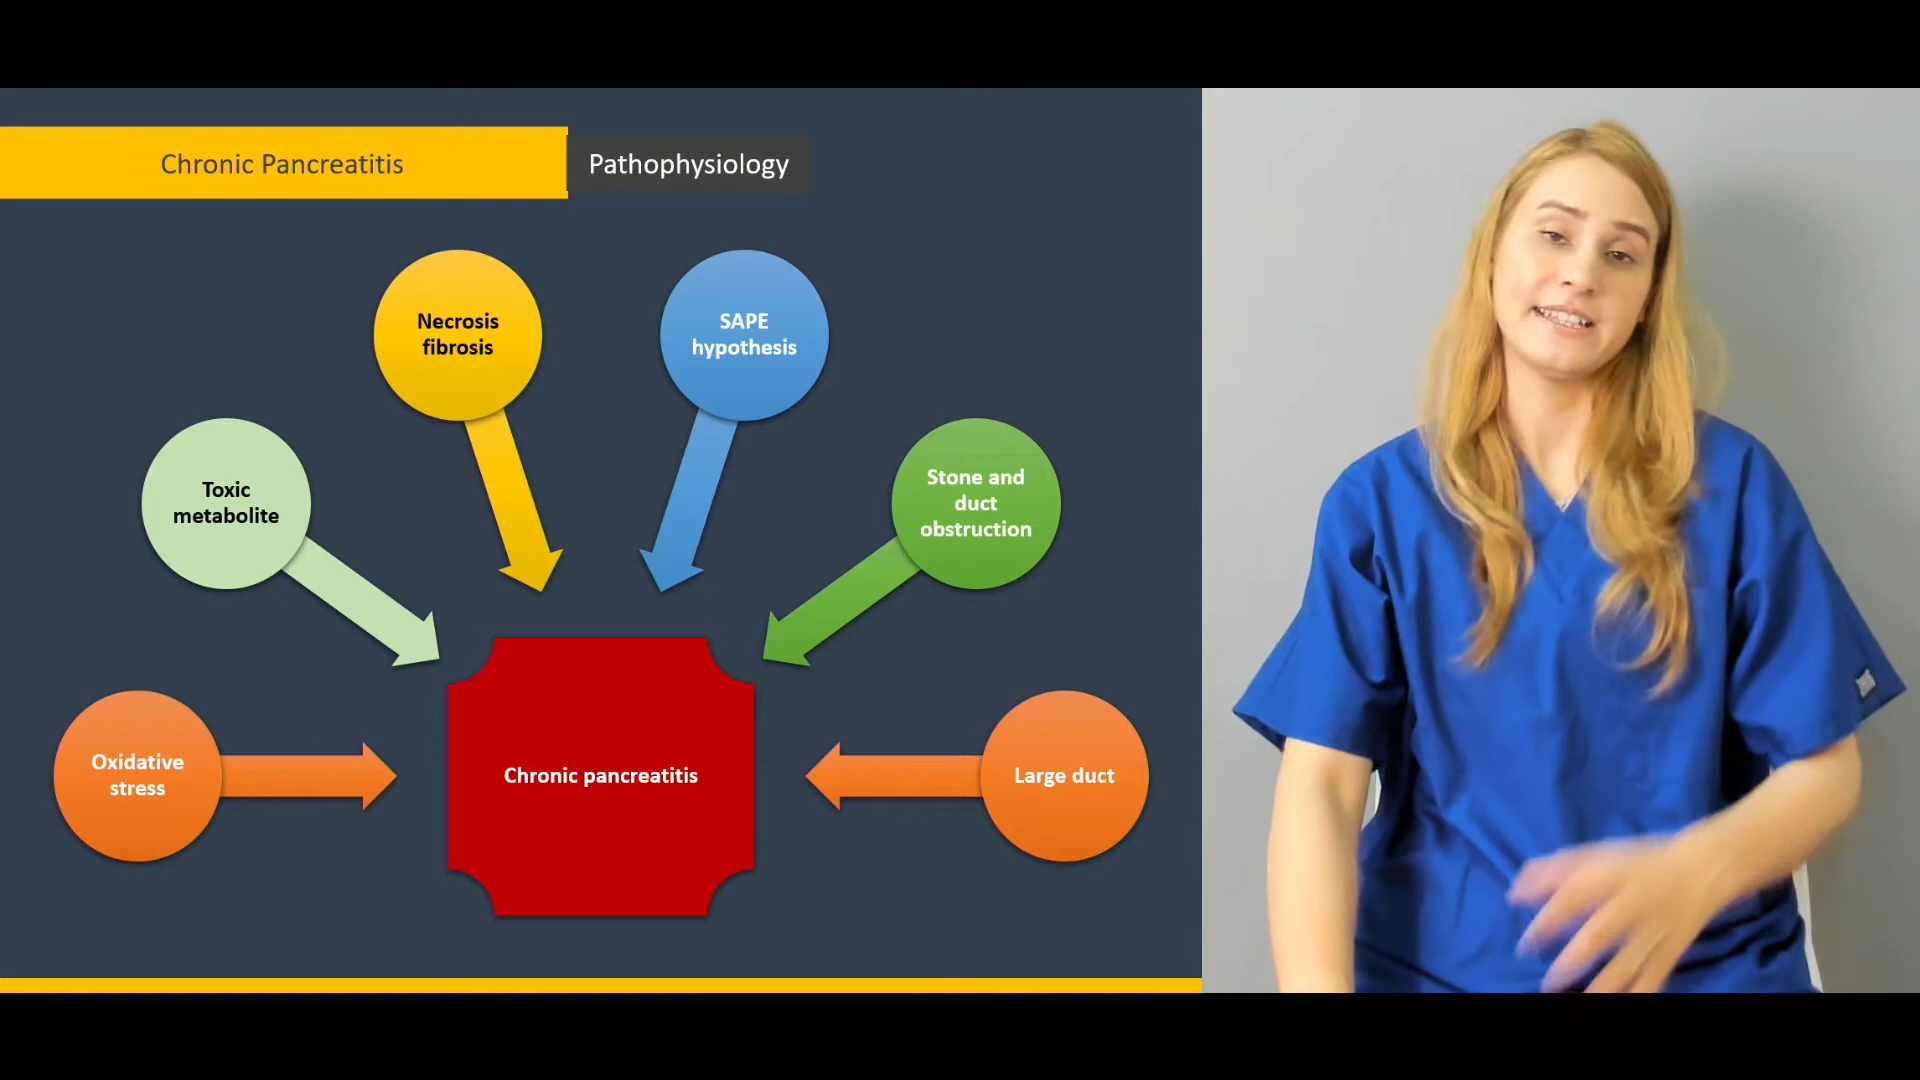 Chronic Pancreatitis
Pathophysiology
Necrosis
fibrosis
SAPE
hypothesis
Toxic
metabolite
Stone and
duct
obstruction
Oxidative
stress
Chronic pancreatitis
Large duct